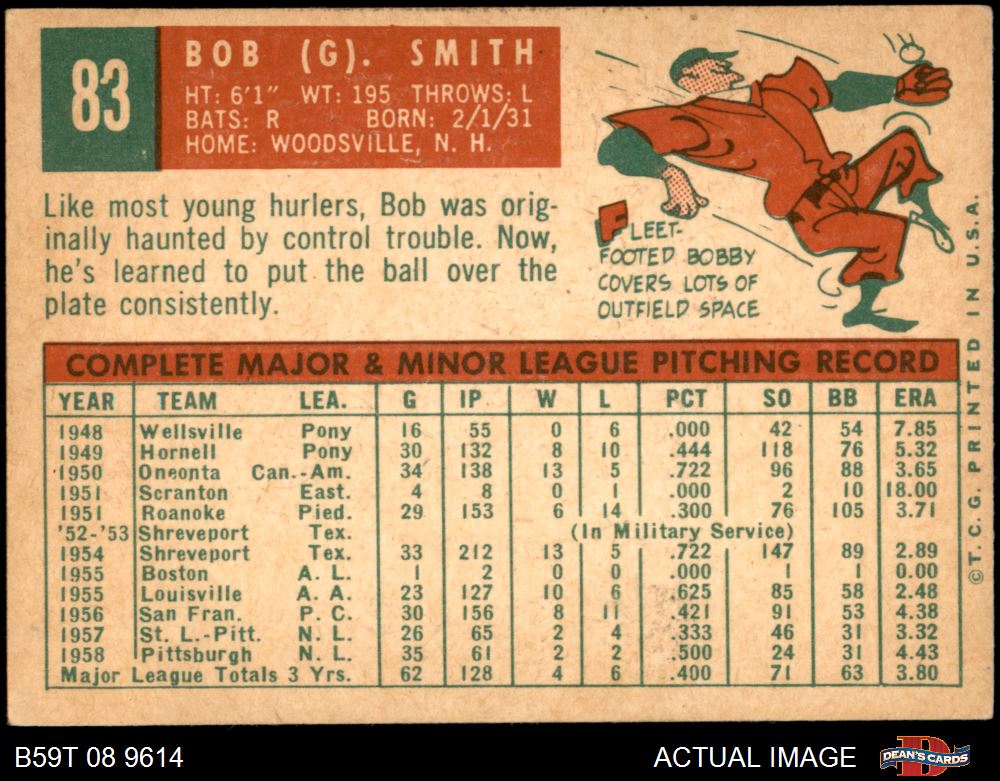 83
BOB (G). SMITH
HT: 6'1" WT: 195 THROWS: L
BATS: R BORN: 2/1/31
HOME: WOODSVILLE, N. H.
Like most young hurlers, Bob was orig-
inally haunted by control trouble. Now,
he's learned to put the ball over the
plate consistently.
FLEET-
FOOTED BOBBY
COVERS LOTS OF
OUTFIELD SPACE
COMPLETE MAJOR & MINOR LEAGUE PITCHING RECORD
YEAR TEAM LEA. G IP W L PCT SO BB ERA
1948 Wellsville Pony 16 55 0 6 .000 42 54 7.85
1949 Hornell Pony 30 132 8 10 .444 118 76 5.32
1950 Oneonta Can.-Am. 34 138 13 5 .722 96 88 3.65
1951 Scranton East. 4 8 0 1 .000 2 10 18.00
1951 Roanoke Pied. 29 153 6 14 .300 76 105 3.71
'52-'53 Shreveport Tex. (In Military Service)
1954 Shreveport Tex. 33 212 13 5 .722 147 89 2.89
1955 Boston A. L. 1 2 0 0 .000 1 1 0.00
1955 Louisville A. A. 23 127 10 6 .625 85 58 2.48
1956 San Fran. P. C. 30 156 8 11 .421 91 53 4.38
1957 St. L.-Pitt. N. L. 26 65 2 4 .333 46 31 3.32
1958 Pittsburgh N. L. 35 61 2 2 .500 24 31 4.43
Major League Totals 3 Yrs. 62 128 4 6 .400 71 63 3.80
©T. C. G. PRINTED IN U.S.A.
B59T 08 9614
ACTUAL IMAGE
DEAN'S CARDS